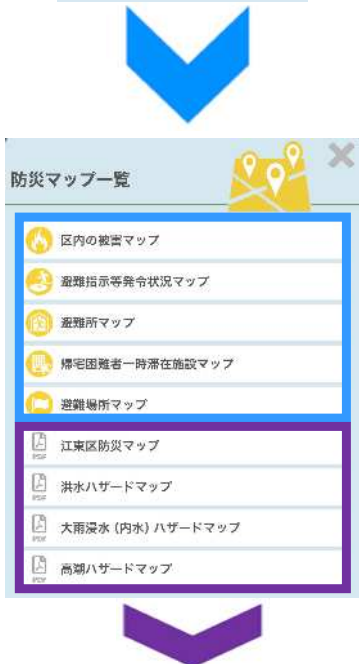 防災マップ一覧
区内の被害マップ
避難指示等発令状況マップ
避難所マップ
帰宅困難者一時滞在施設マップ
避難場所マップ
PDF 江東区防災マップ
PDF 洪水ハザードマップ
PDF 大雨浸水（内水）ハザードマップ
PDF 高潮ハザードマップ